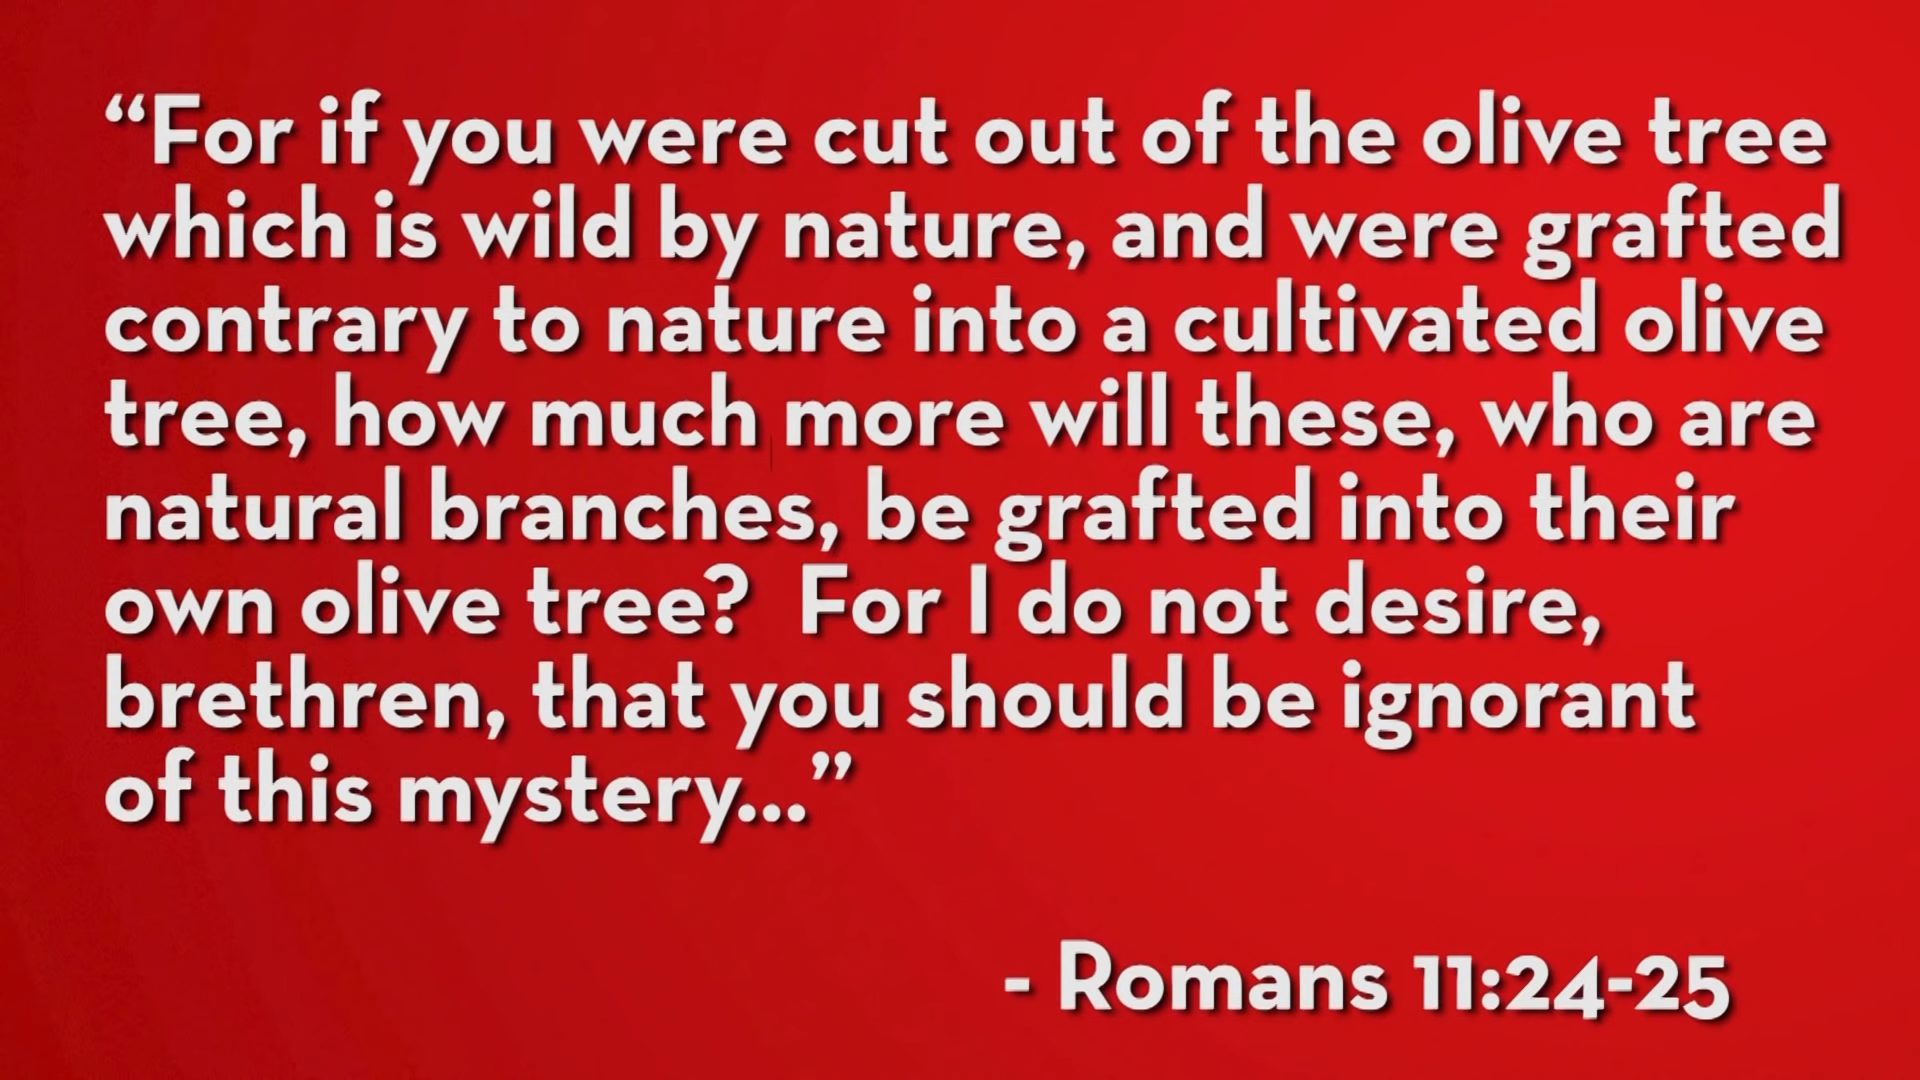 “For if you were cut out of the olive tree
which is wild by nature, and were grafted
contrary to nature into a cultivated olive
tree, how much more will these, who are
natural branches, be grafted into their
own olive tree?  For I do not desire,
brethren, that you should be ignorant
of this mystery...”
- Romans 11:24-25